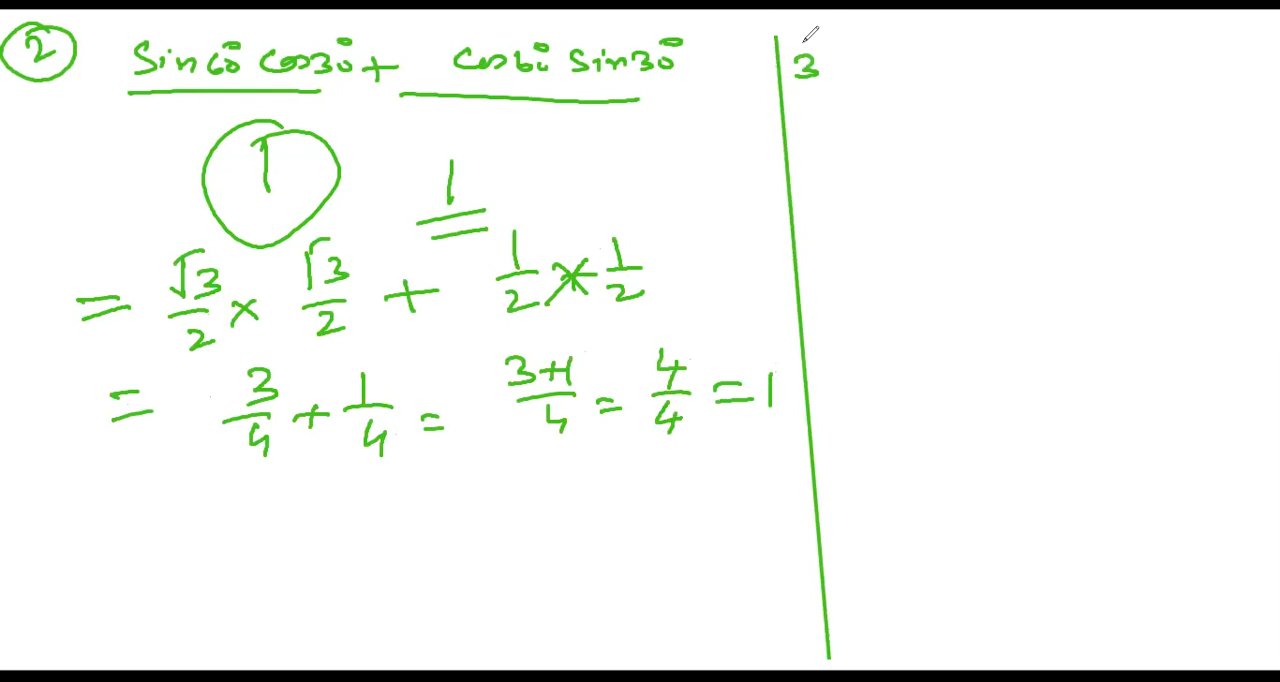 2 Sin60° Cos30° + Cos60° Sin30°
1
1
= √3/2 × √3/2 + 1/2 × 1/2
= 3/4 + 1/4 = 3+1/4 = 4/4 = 1
3